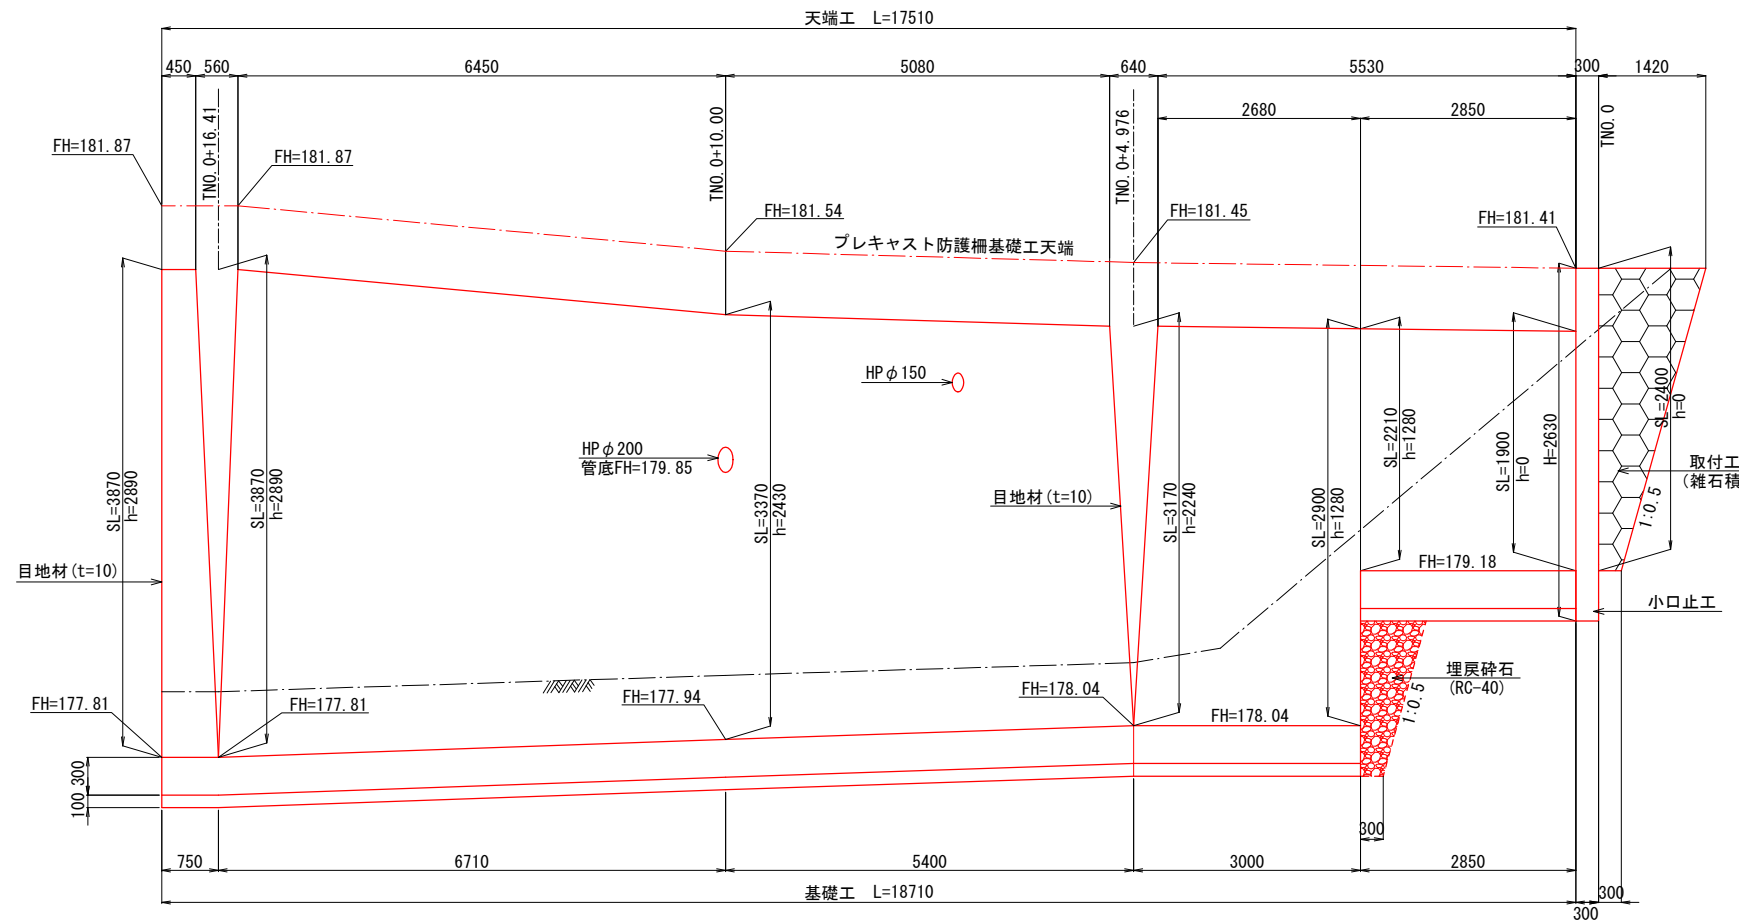 天端工 L=17510
450 560 6450 5080 640 5530 300 1420
2680 2850
TNO.0+16.41
TNO.0+10.00
TNO.0+4.976
TNO.0
FH=181.87
FH=181.87
FH=181.54
FH=181.45
FH=181.41
プレキャスト防護柵基礎工天端
HPφ150
HPφ200
管底FH=179.85
目地材(t=10)
目地材(t=10)
SL=3870
h=2890
SL=3870
h=2890
SL=3370
h=2430
SL=3170
h=2240
SL=2900
h=1280
SL=2210
h=1280
SL=1900
h=0
H=2630
SL=2400
h=0
取付工
(雑石積
1:0.5
FH=179.18
小口止工
埋戻砕石
(RC-40)
1:0.5
FH=177.81
FH=177.81
FH=177.94
FH=178.04
FH=178.04
300
100
300
750 6710 5400 3000 2850
基礎工 L=18710
300
300